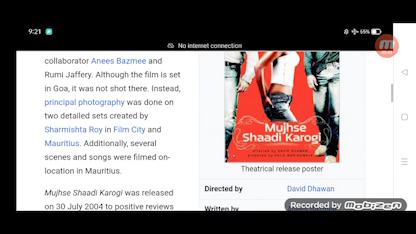 9:21
55%
No internet connection
collaborator Anees Bazmee and
Rumi Jaffery. Although the film is set
in Goa, it was not shot there. Instead,
principal photography was done on
two detailed sets created by
Sharmishta Roy in Film City and
Mauritius. Additionally, several
scenes and songs were filmed on-
location in Mauritius.
Mujhse Shaadi Karogi was released
on 30 July 2004 to positive reviews
Mujhse
Shaadi Karogi
Theatrical release poster
Directed by David Dhawan
Written by
Recorded by Mobizen